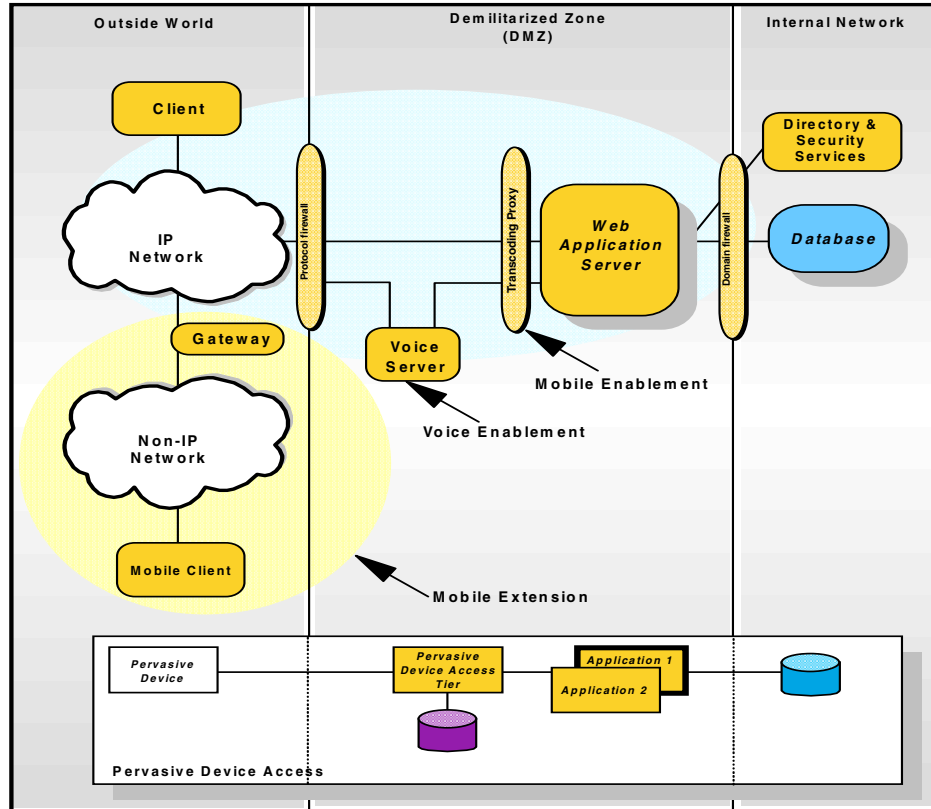 Outside World
Demilitarized Zone
(DMZ)
Internal Network
Client
Directory &
Security
Services
IP
Network
Protocol firewall
Transcoding Proxy
Web
Application
Server
Domain firewall
Database
Gateway
Voice
Server
Mobile Enablement
Voice Enablement
Non-IP
Network
Mobile Client
Mobile Extension
Pervasive
Device
Pervasive
Device Access
Tier
Application 1
Application 2
Pervasive Device Access